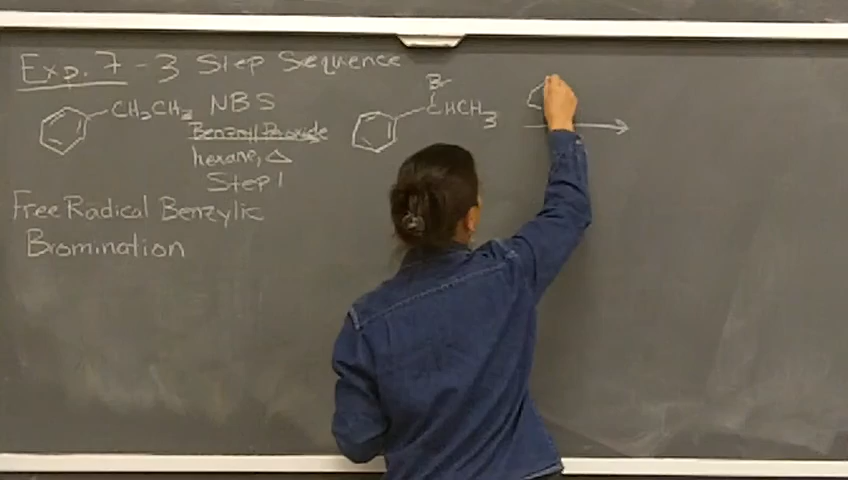 Exp. 7 - 3 Step Sequence
CH2CH3 NBS
Benzoyl Peroxide
hexane, △
Step 1
Br
CHCH3
Free Radical Benzylic
Bromination